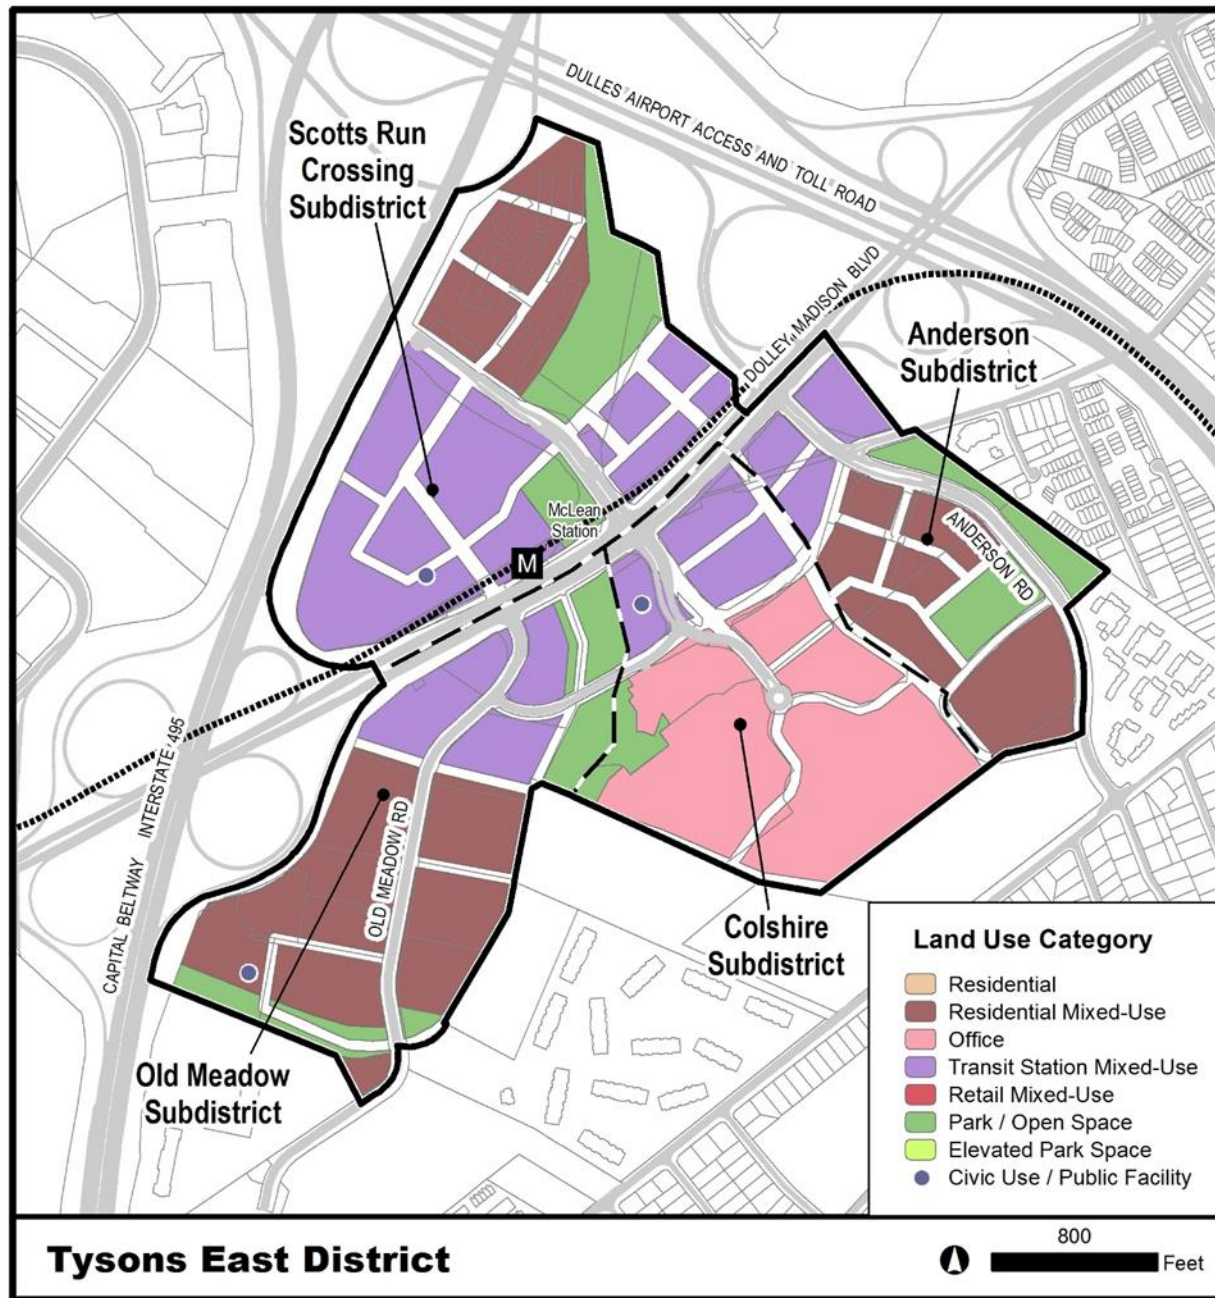 DULLES AIRPORT ACCESS AND TOLL ROAD
Scotts Run
Crossing
Subdistrict
DOLLEY MADISON BLVD
Anderson
Subdistrict
McLean
Station
M
ANDERSON RD
CAPITAL BELTWAY INTERSTATE 495
OLD MEADOW RD
Colshire
Subdistrict
Old Meadow
Subdistrict
Land Use Category
Residential
Residential Mixed-Use
Office
Transit Station Mixed-Use
Retail Mixed-Use
Park / Open Space
Elevated Park Space
Civic Use / Public Facility
Tysons East District
800
Feet